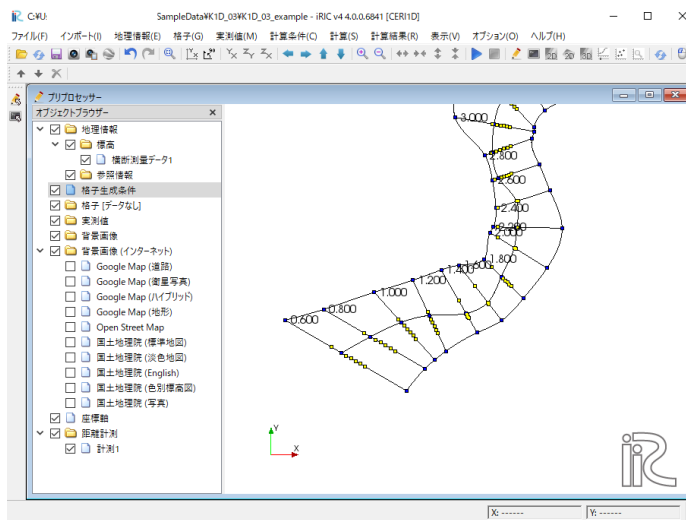 C:¥U:
SampleData¥K1D_03¥K1D_03_example - iRIC v4.0.0.6841 [CERI1D]
ファイル(F) インポート(I) 地理情報(E) 格子(G) 実測値(M) 計算条件(C) 計算(S) 計算結果(R) 表示(V) オプション(O) ヘルプ(H)
プリプロセッサー
オブジェクトブラウザー
地理情報
標高
横断測量データ1
参照情報
格子生成条件
格子 [データなし]
実測値
背景画像
背景画像 (インターネット)
Google Map (道路)
Google Map (衛星写真)
Google Map (ハイブリッド)
Google Map (地形)
Open Street Map
国土地理院 (標準地図)
国土地理院 (淡色地図)
国土地理院 (English)
国土地理院 (色別標高図)
国土地理院 (写真)
座標軸
距離計測
計測1
3.000
2.800
2.600
2.400
2.000
1.800
1.400
1.200
1.000
0.800
0.600
Y
X
iRIC
X: ------
Y: ------